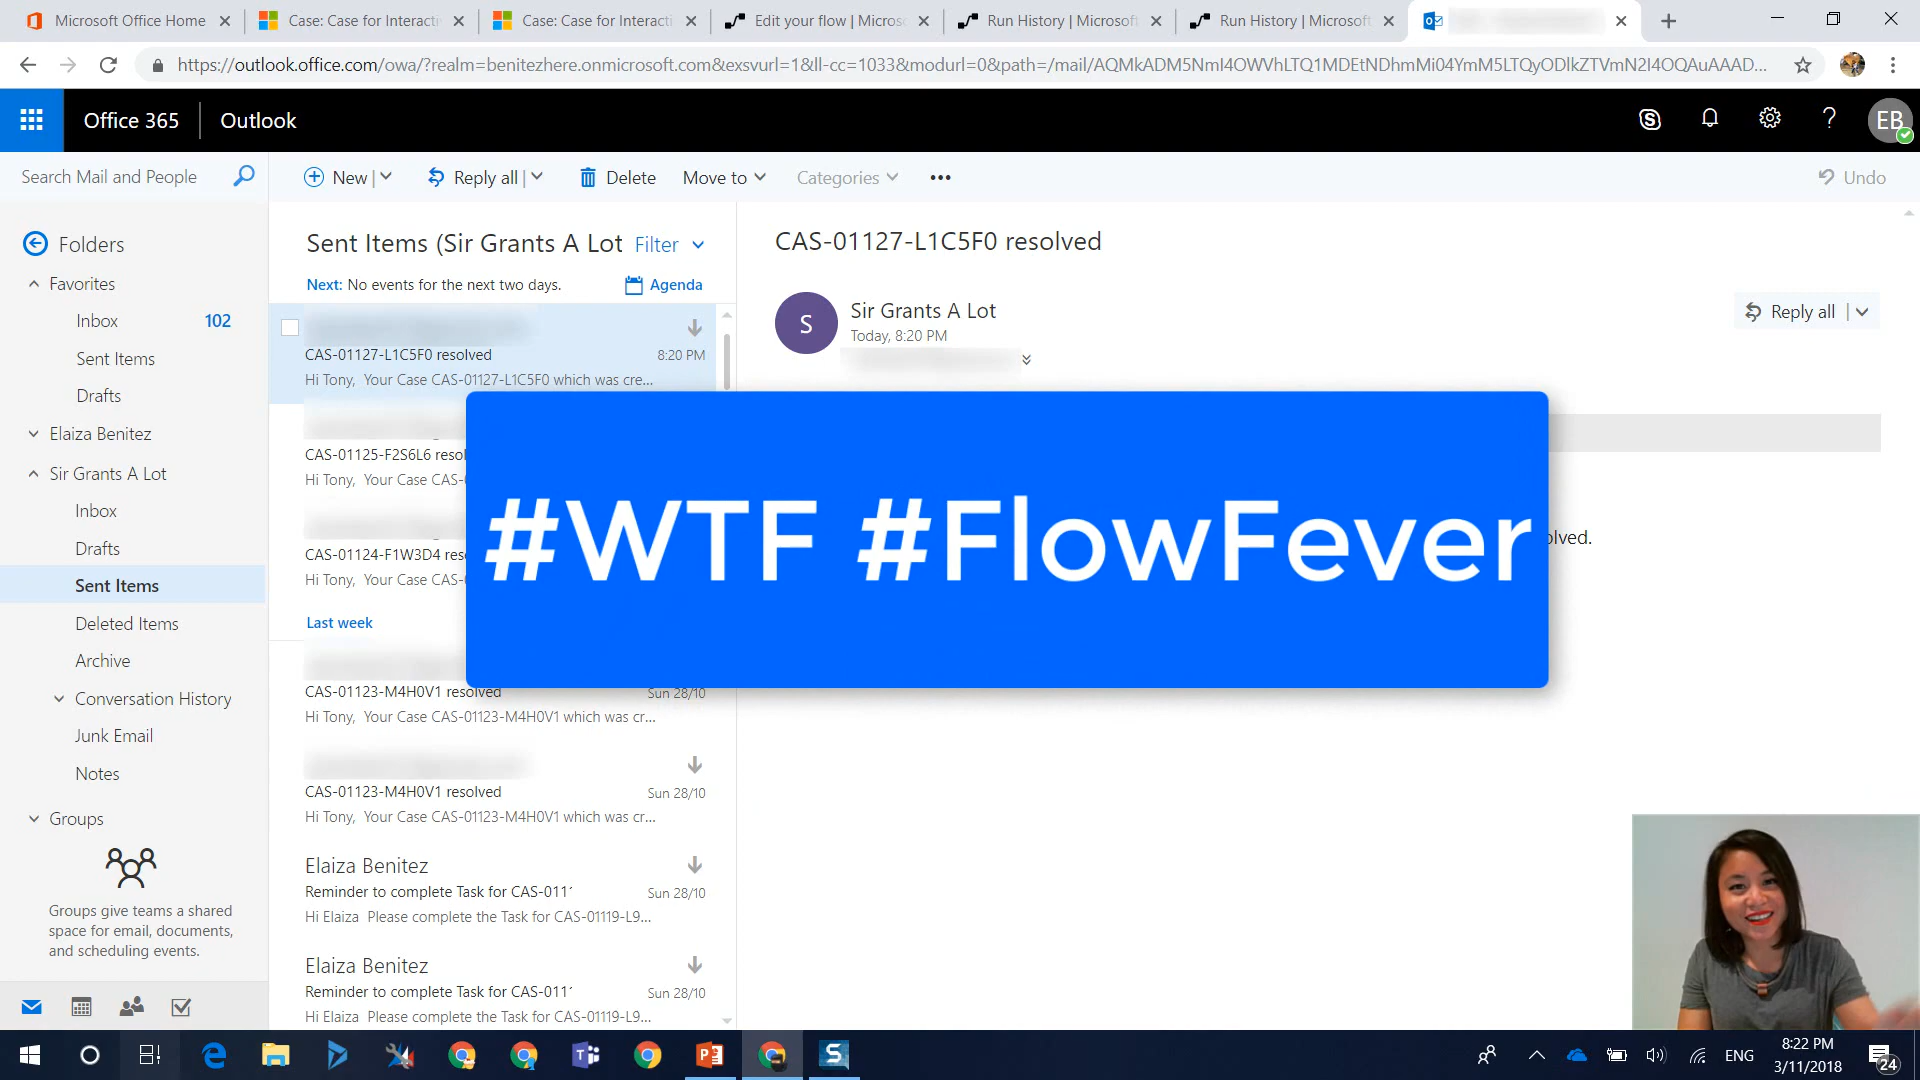 Microsoft Office Home
Case: Case for Interacti
Case: Case for Interacti
Edit your flow | Micros
Run History | Microsoft
Run History | Microsoft
https://outlook.office.com/owa/?realm=benitezhere.onmicrosoft.com&exsvurl=1&ll-cc=1033&modurl=0&path=/mail/AQMkADM5NmI4OWVhLTQ1MDEtNDhmMi04YmM5LTQyODlkZTVmN2I4OQAuAAAD...
Office 365
Outlook
EB
Search Mail and People
New
Reply all
Delete
Move to
Categories
Undo
Folders
Favorites
Inbox 102
Sent Items
Drafts
Elaiza Benitez
Sir Grants A Lot
Inbox
Drafts
Sent Items
Deleted Items
Archive
Conversation History
Junk Email
Notes
Groups
Groups give teams a shared
space for email, documents,
and scheduling events.
Sent Items (Sir Grants A Lot
Filter
Next: No events for the next two days.
Agenda
CAS-01127-L1C5F0 resolved 8:20 PM
Hi Tony, Your Case CAS-01127-L1C5F0 which was cre...
CAS-01125-F2S6L6 resol
Hi Tony,
CAS-01124-F1W3D4 res
Hi Tony,
Last week
CAS-01123-M4H0V1 resolved Sun 28/10
Hi Tony, Your Case CAS-01123-M4H0V1 which was cr...
CAS-01123-M4H0V1 resolved Sun 28/10
Hi Tony, Your Case CAS-01123-M4H0V1 which was cr...
Elaiza Benitez
Reminder to complete Task for CAS-011 Sun 28/10
Hi Elaiza Please complete the Task for CAS-01119-L9...
Elaiza Benitez
Reminder to complete Task for CAS-011 Sun 28/10
Hi Elaiza Please complete the Task for CAS-01119-L9...
CAS-01127-L1C5F0 resolved
S
Sir Grants A Lot
Today, 8:20 PM
Reply all
olved.
#WTF #FlowFever
ENG
8:22 PM
3/11/2018
24